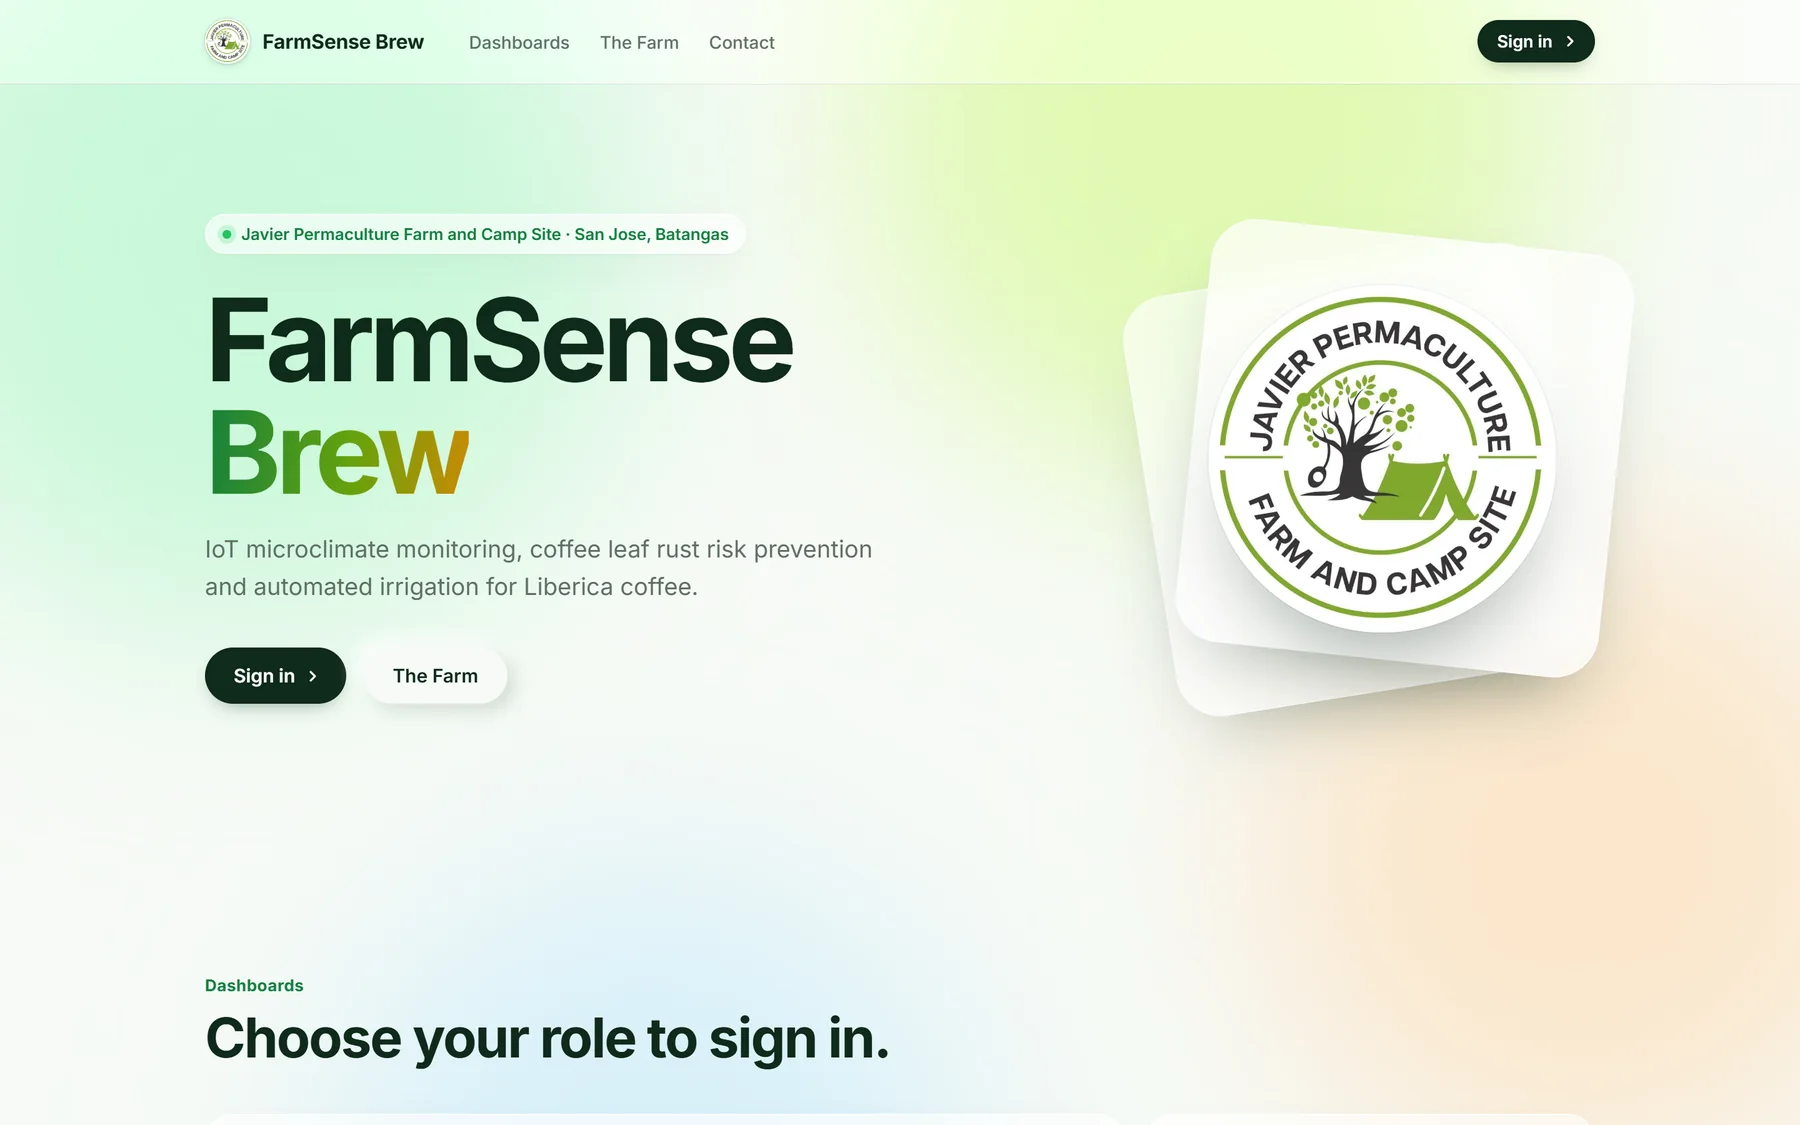 FarmSense Brew
Dashboards
The Farm
Contact
Sign in
Javier Permaculture Farm and Camp Site · San Jose, Batangas
FarmSense
Brew
IoT microclimate monitoring, coffee leaf rust risk prevention
and automated irrigation for Liberica coffee.
Sign in
The Farm
JAVIER PERMACULTURE
FARM AND CAMP SITE
Dashboards
Choose your role to sign in.